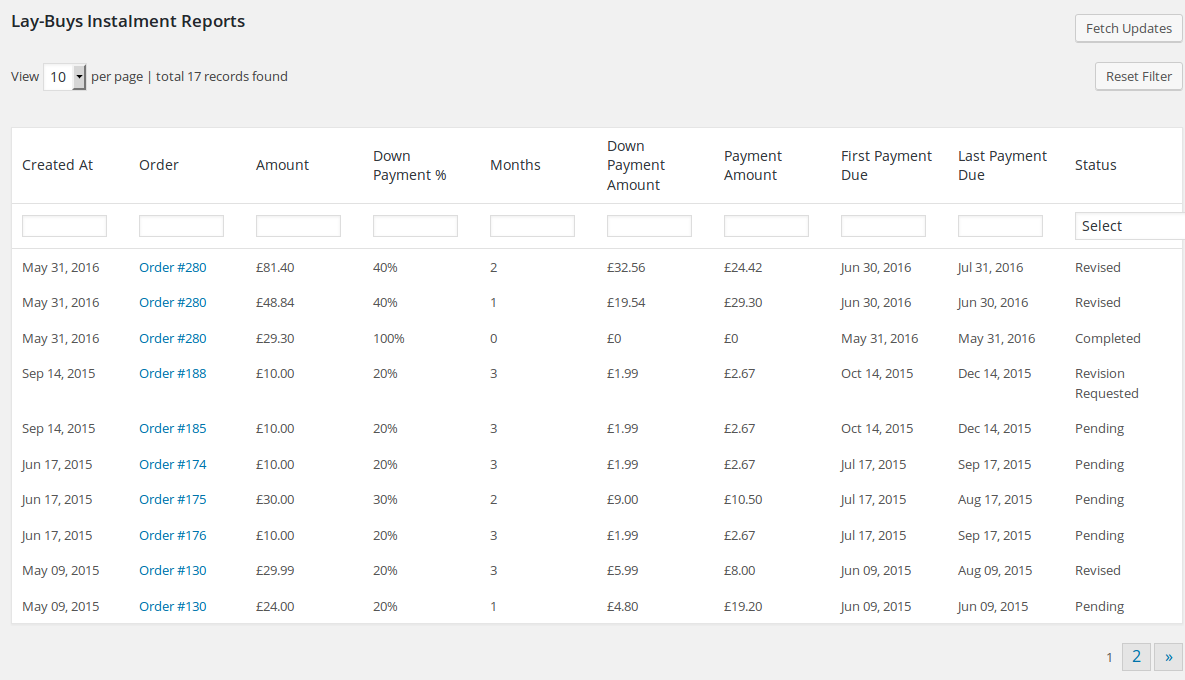 Lay-Buys Instalment Reports
Fetch Updates
View 10 per page | total 17 records found
Reset Filter
Created At Order Amount Down Payment % Months Down Payment Amount Payment Amount First Payment Due Last Payment Due Status
Select
May 31, 2016 Order #280 £81.40 40% 2 £32.56 £24.42 Jun 30, 2016 Jul 31, 2016 Revised
May 31, 2016 Order #280 £48.84 40% 1 £19.54 £29.30 Jun 30, 2016 Jun 30, 2016 Revised
May 31, 2016 Order #280 £29.30 100% 0 £0 £0 May 31, 2016 May 31, 2016 Completed
Sep 14, 2015 Order #188 £10.00 20% 3 £1.99 £2.67 Oct 14, 2015 Dec 14, 2015 Revision Requested
Sep 14, 2015 Order #185 £10.00 20% 3 £1.99 £2.67 Oct 14, 2015 Dec 14, 2015 Pending
Jun 17, 2015 Order #174 £10.00 20% 3 £1.99 £2.67 Jul 17, 2015 Sep 17, 2015 Pending
Jun 17, 2015 Order #175 £30.00 30% 2 £9.00 £10.50 Jul 17, 2015 Aug 17, 2015 Pending
Jun 17, 2015 Order #176 £10.00 20% 3 £1.99 £2.67 Jul 17, 2015 Sep 17, 2015 Pending
May 09, 2015 Order #130 £29.99 20% 3 £5.99 £8.00 Jun 09, 2015 Aug 09, 2015 Revised
May 09, 2015 Order #130 £24.00 20% 1 £4.80 £19.20 Jun 09, 2015 Jun 09, 2015 Pending
1 2 »